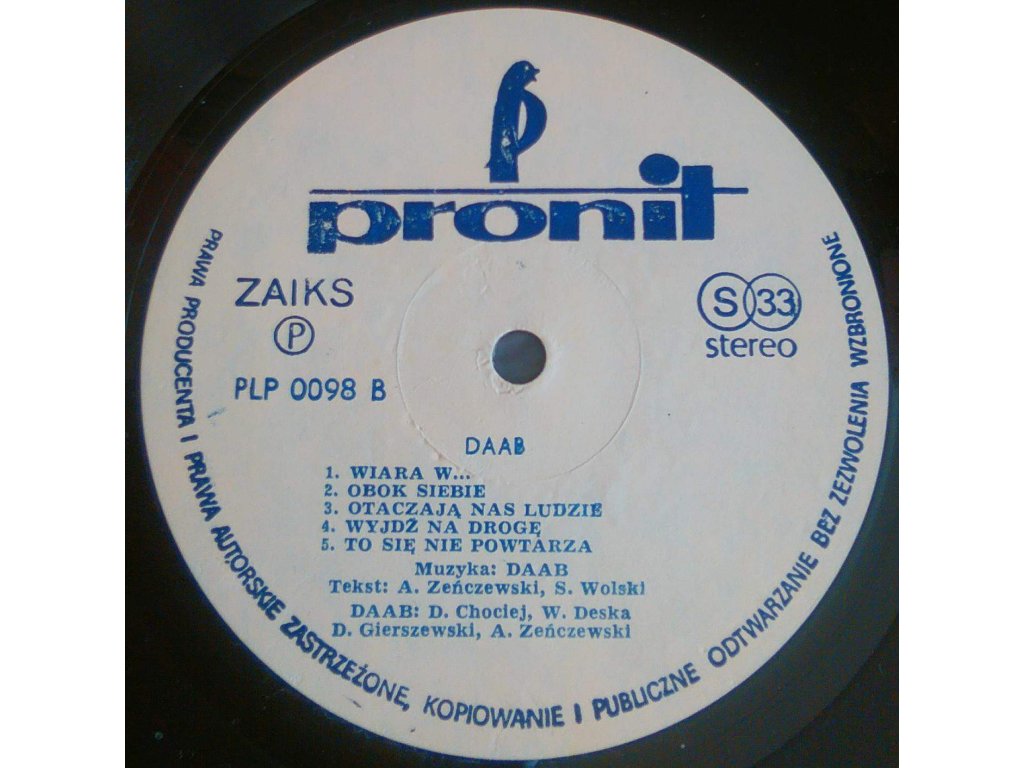 pronit
ZAIKS
P
PLP 0098 B
S 33
stereo
DAAB
1. WIARA W...
2. OBOK SIEBIE
3. OTACZAJĄ NAS LUDZIE
4. WYJDŹ NA DROGĘ
5. TO SIĘ NIE POWTARZA
Muzyka: DAAB
Tekst: A. Zeńczewski, S. Wolski
DAAB: D. Chociej, W. Deska
D. Gierszewski, A. Zeńczewski
PRAWA PRODUCENTA I PRAWA AUTORSKIE ZASTRZEŻONE, KOPIOWANIE I PUBLICZNE ODTWARZANIE BEZ ZEZWOLENIA WZBRONIONE